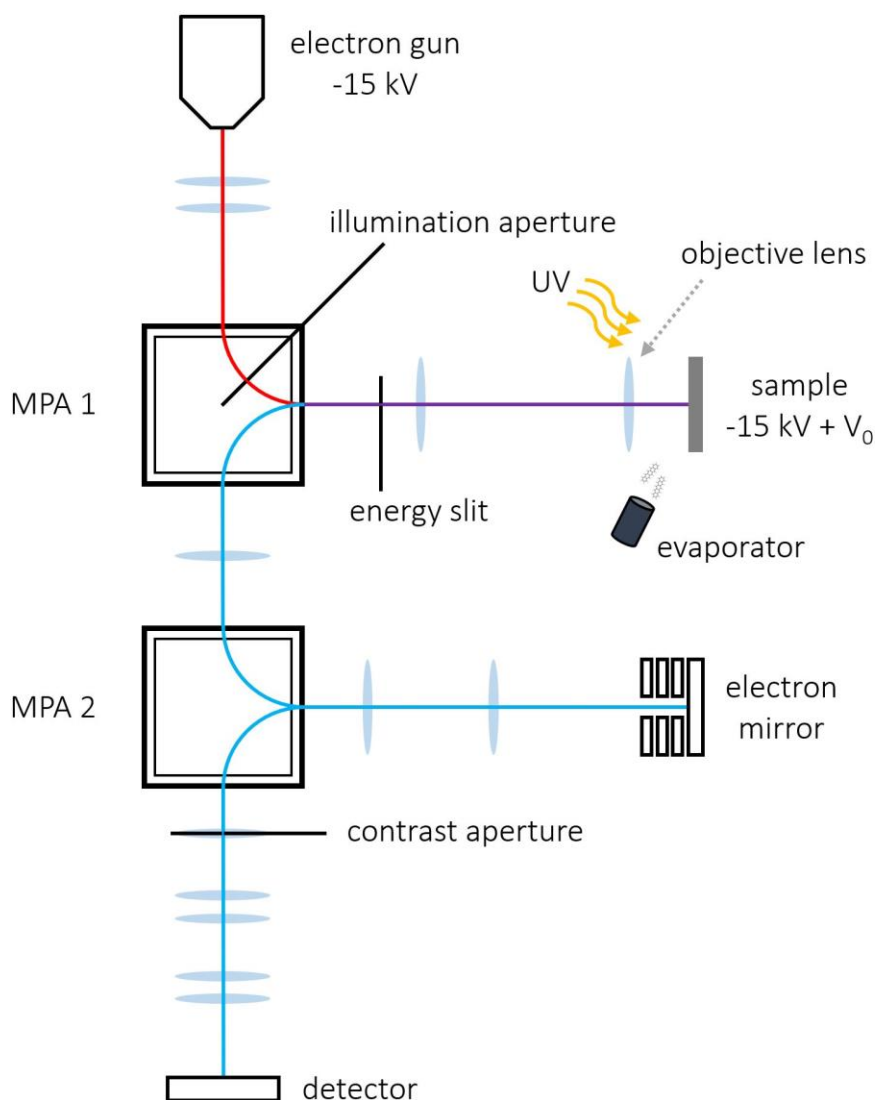 electron gun
-15 kV
illumination aperture
objective lens
UV
MPA 1
sample
-15 kV + V₀
energy slit
evaporator
MPA 2
electron
mirror
contrast aperture
detector